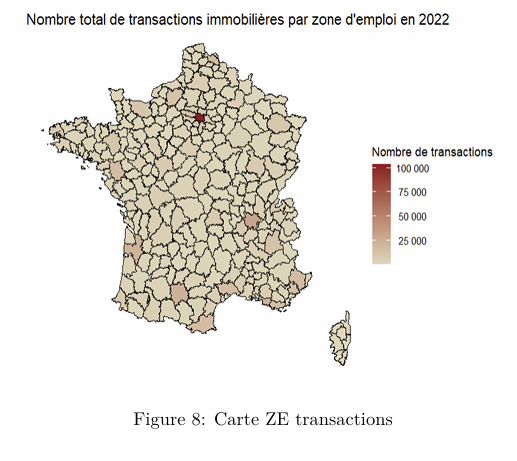 Nombre total de transactions immobilières par zone d'emploi en 2022
Nombre de transactions
100 000
75 000
50 000
25 000
Figure 8: Carte ZE transactions